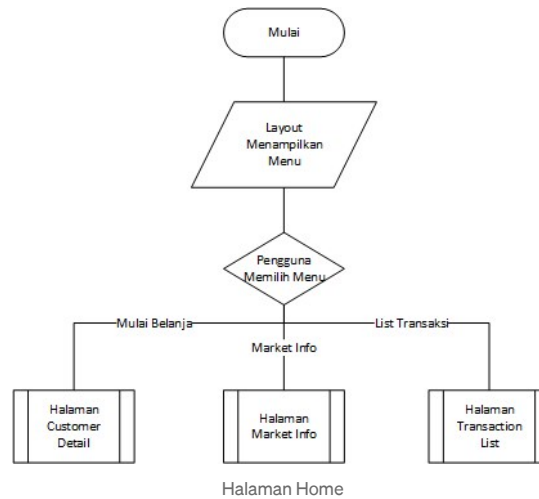 Mulai
Layout
Menampilkan
Menu
Pengguna
Memilih Menu
Mulai Belanja
List Transaksi
Market Info
Halaman
Customer
Detail
Halaman
Market Info
Halaman
Transaction
List
Halaman Home